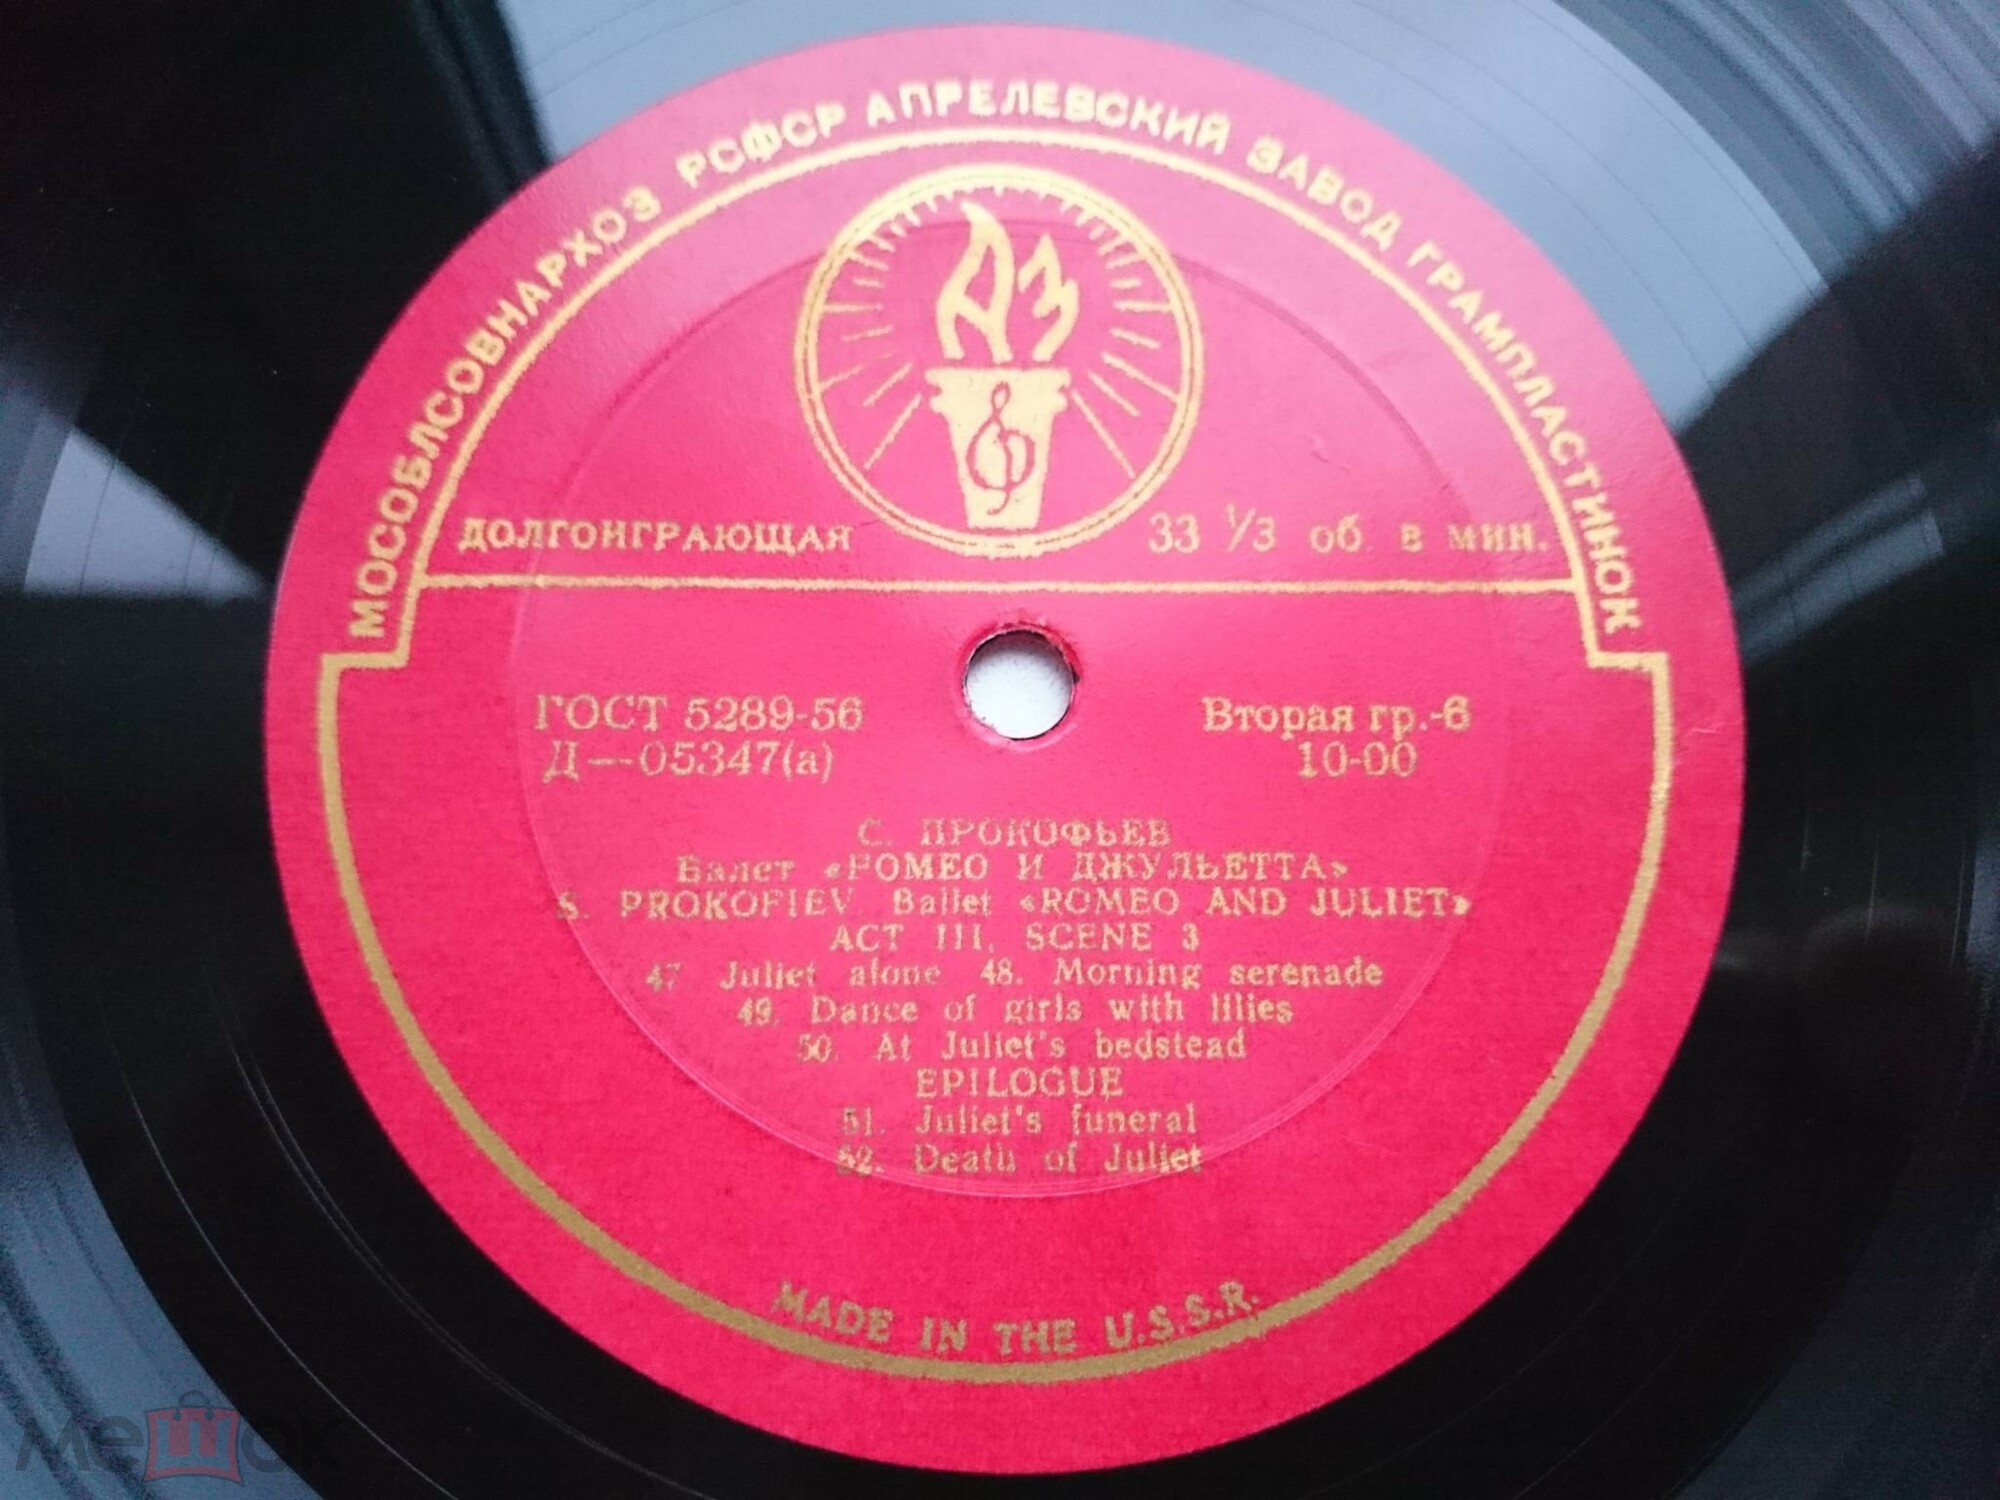 МОСОБЛСОВНАРХОЗ РСФСР АПРЕЛЕВСКИЙ ЗАВОД ГРАМПЛАСТИНОК
АЗ
ДОЛГОИГРАЮЩАЯ 33 ⅓ об. в мин.
ГОСТ 5289-56 Вторая гр.-6
Д—05347(а) 10-00
С. ПРОКОФЬЕВ
Балет «РОМЕО И ДЖУЛЬЕТТА»
S. PROKOFIEV Ballet «ROMEO AND JULIET»
ACT III, SCENE 3
47 Juliet alone 48. Morning serenade
49. Dance of girls with lilies
50. At Juliet's bedstead
EPILOGUE
51. Juliet's funeral
52. Death of Juliet
MADE IN THE U.S.S.R.
мешок